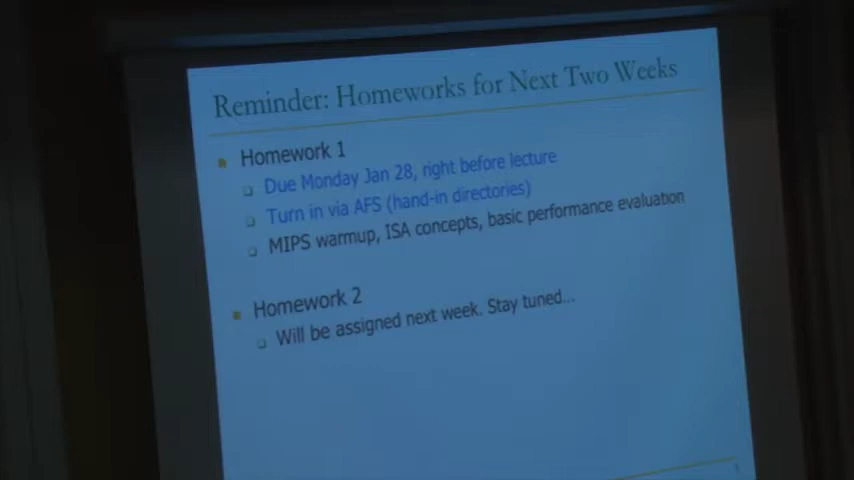 Reminder: Homeworks for Next Two Weeks
Homework 1
Due Monday Jan 28, right before lecture
Turn in via AFS (hand-in directories)
MIPS warmup, ISA concepts, basic performance evaluation
Homework 2
Will be assigned next week. Stay tuned...